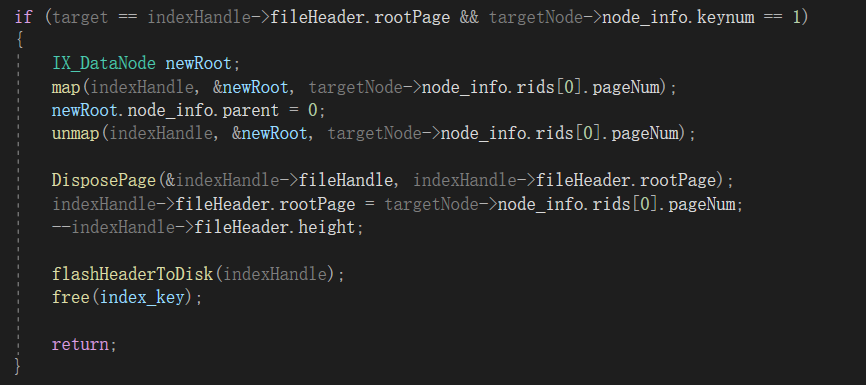 if (target == indexHandle->fileHeader.rootPage && targetNode->node_info.keynum == 1)
{
    IX_DataNode newRoot;
    map(indexHandle, &newRoot, targetNode->node_info.rids[0].pageNum);
    newRoot.node_info.parent = 0;
    unmap(indexHandle, &newRoot, targetNode->node_info.rids[0].pageNum);

    DisposePage(&indexHandle->fileHandle, indexHandle->fileHeader.rootPage);
    indexHandle->fileHeader.rootPage = targetNode->node_info.rids[0].pageNum;
    --indexHandle->fileHeader.height;

    flashHeaderToDisk(indexHandle);
    free(index_key);

    return;
}